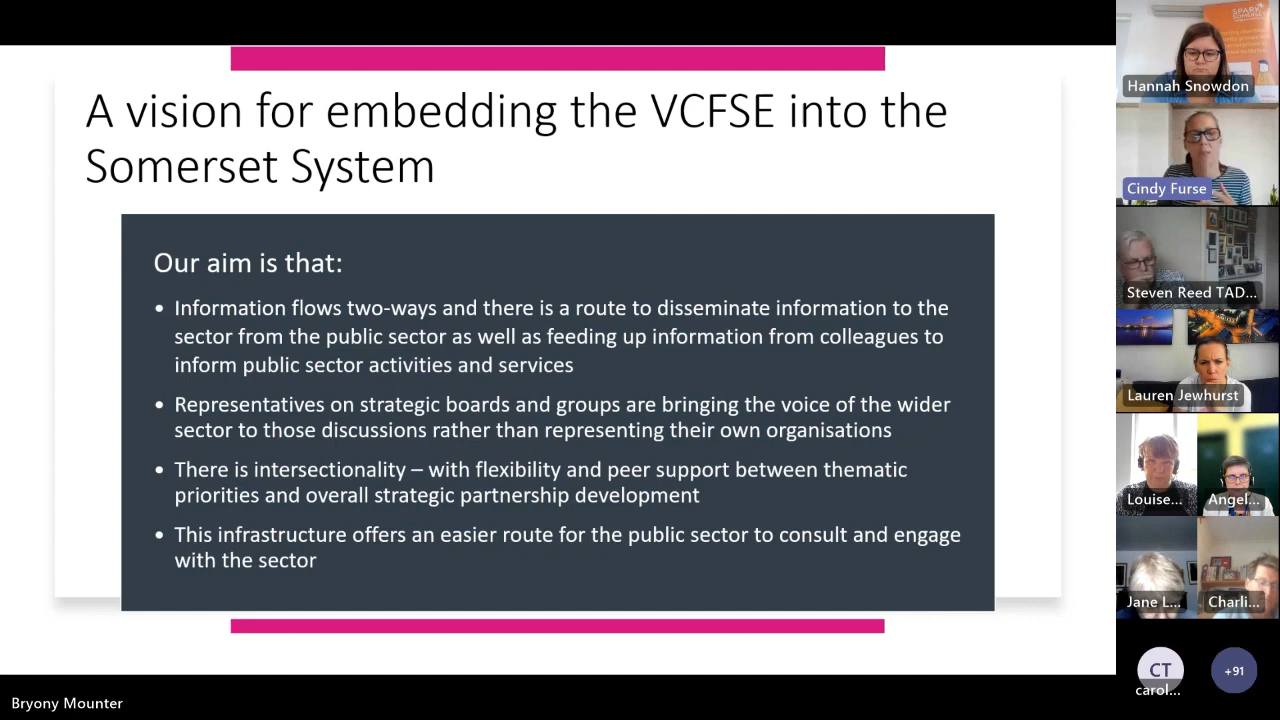 A vision for embedding the VCFSE into the
Somerset System
Our aim is that:
• Information flows two-ways and there is a route to disseminate information to the
sector from the public sector as well as feeding up information from colleagues to
inform public sector activities and services
• Representatives on strategic boards and groups are bringing the voice of the wider
sector to those discussions rather than representing their own organisations
• There is intersectionality – with flexibility and peer support between thematic
priorities and overall strategic partnership development
• This infrastructure offers an easier route for the public sector to consult and engage
with the sector
Bryony Mounter
SPARK
SOMERSET
Hannah Snowdon
Cindy Furse
Steven Reed TAD...
Lauren Jewhurst
Louise...
Angel...
Jane L...
Charli...
CT
carol...
+91